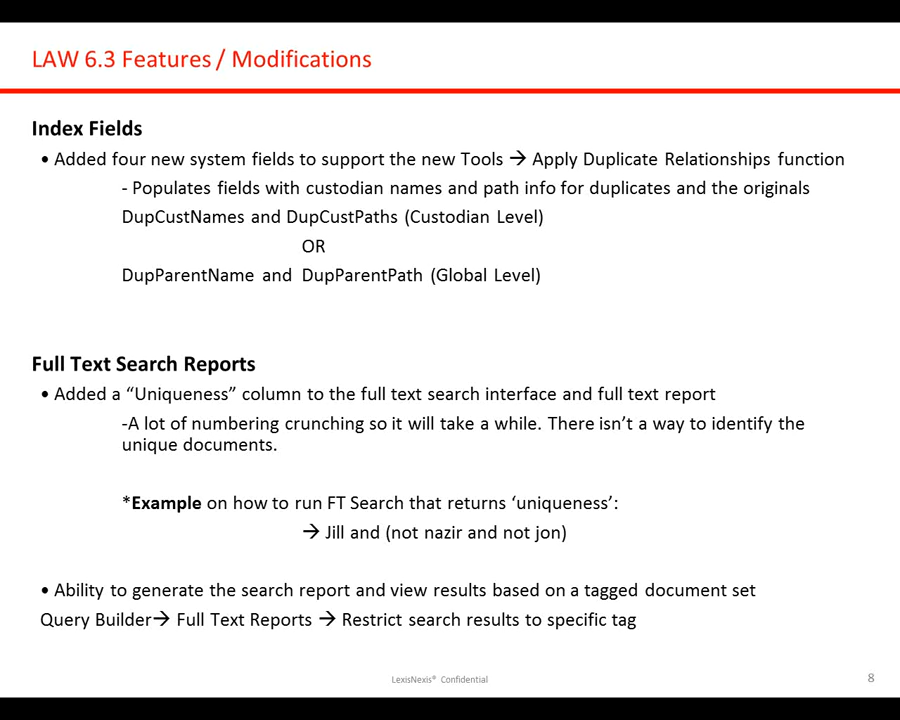 LAW 6.3 Features / Modifications
Index Fields
• Added four new system fields to support the new Tools → Apply Duplicate Relationships function
- Populates fields with custodian names and path info for duplicates and the originals
DupCustNames and DupCustPaths (Custodian Level)
OR
DupParentName and DupParentPath (Global Level)
Full Text Search Reports
• Added a “Uniqueness” column to the full text search interface and full text report
-A lot of numbering crunching so it will take a while. There isn’t a way to identify the
unique documents.
*Example on how to run FT Search that returns ‘uniqueness’:
→ Jill and (not nazir and not jon)
• Ability to generate the search report and view results based on a tagged document set
Query Builder→ Full Text Reports → Restrict search results to specific tag
LexisNexis® Confidential
8